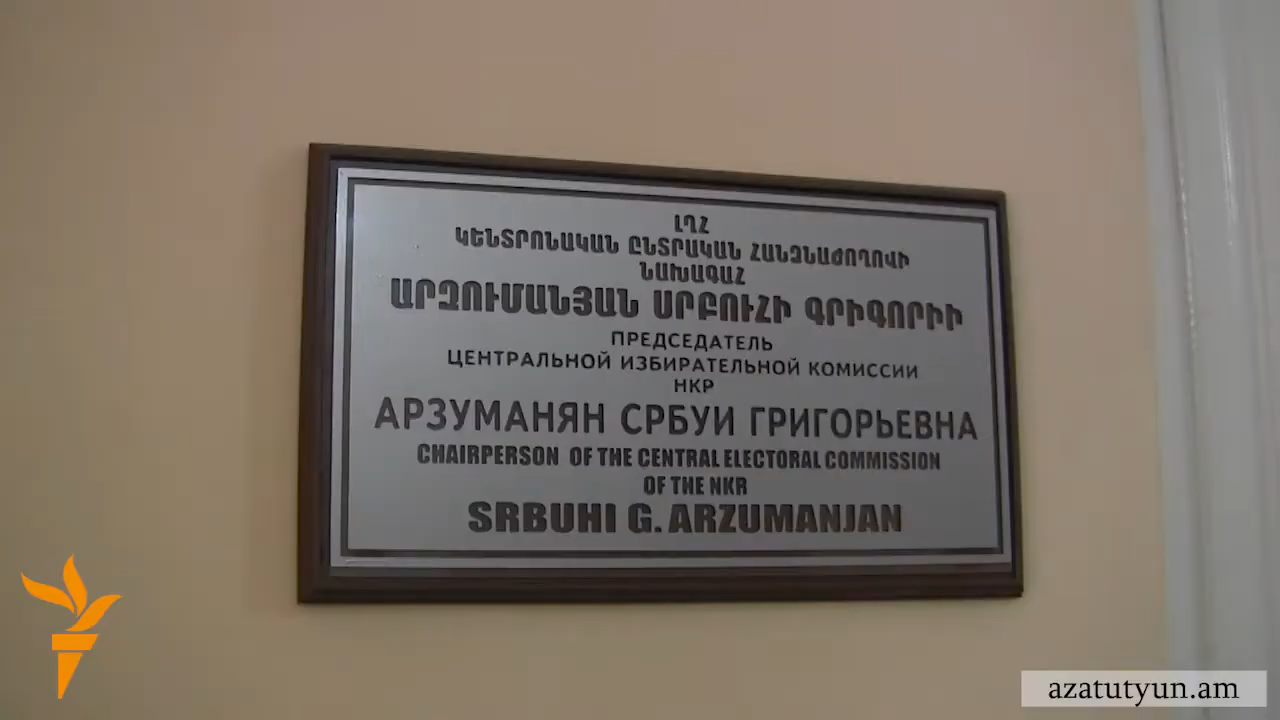 ԼՂՀ
ԿԵՆՏՐՈՆԱԿԱՆ ԸՆՏՐԱԿԱՆ ՀԱՆՁՆԱԺՈՂՈՎԻ
ՆԱԽԱԳԱՀ
ԱՐԶՈՒՄԱՆՅԱՆ ՍՐԲՈՒՀԻ ԳՐԻԳՈՐԻԻ
ПРЕДСЕДАТЕЛЬ
ЦЕНТРАЛЬНОЙ ИЗБИРАТЕЛЬНОЙ КОМИССИИ
НКР
АРЗУМАНЯН СРБУИ ГРИГОРЬЕВНА
CHAIRPERSON OF THE CENTRAL ELECTORAL COMMISSION
OF THE NKR
SRBUHI G. ARZUMANJAN
azatutyun.am